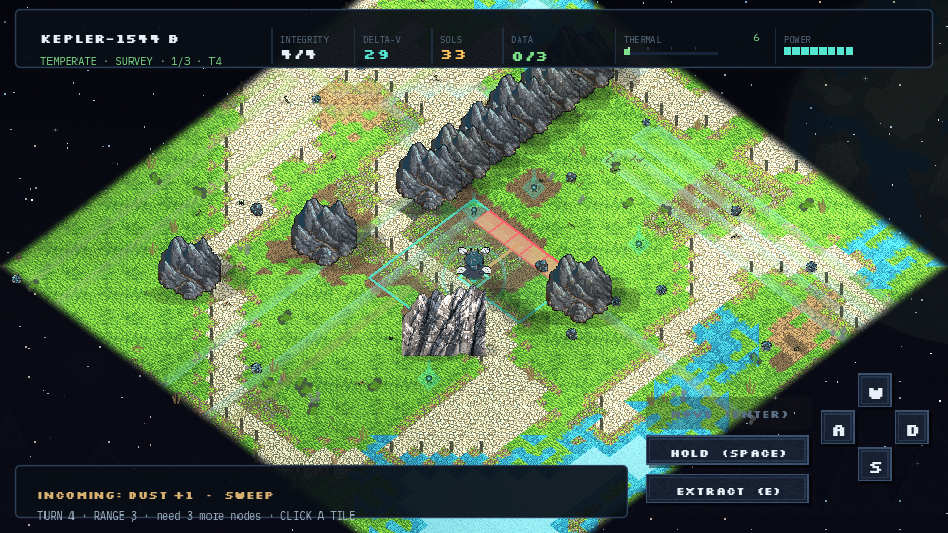 KEPLER-1544 B
TEMPERATE · SURVEY · 1/3 · T4
INTEGRITY
4/4
DELTA-V
29
SOLS
33
DATA
0/3
THERMAL
6
POWER
W
A
D
S
HOLD (SPACE)
EXTRACT (E)
INCOMING: DUST +1 · SWEEP
TURN 4 · RANGE 3 · need 3 more nodes · CLICK A TILE